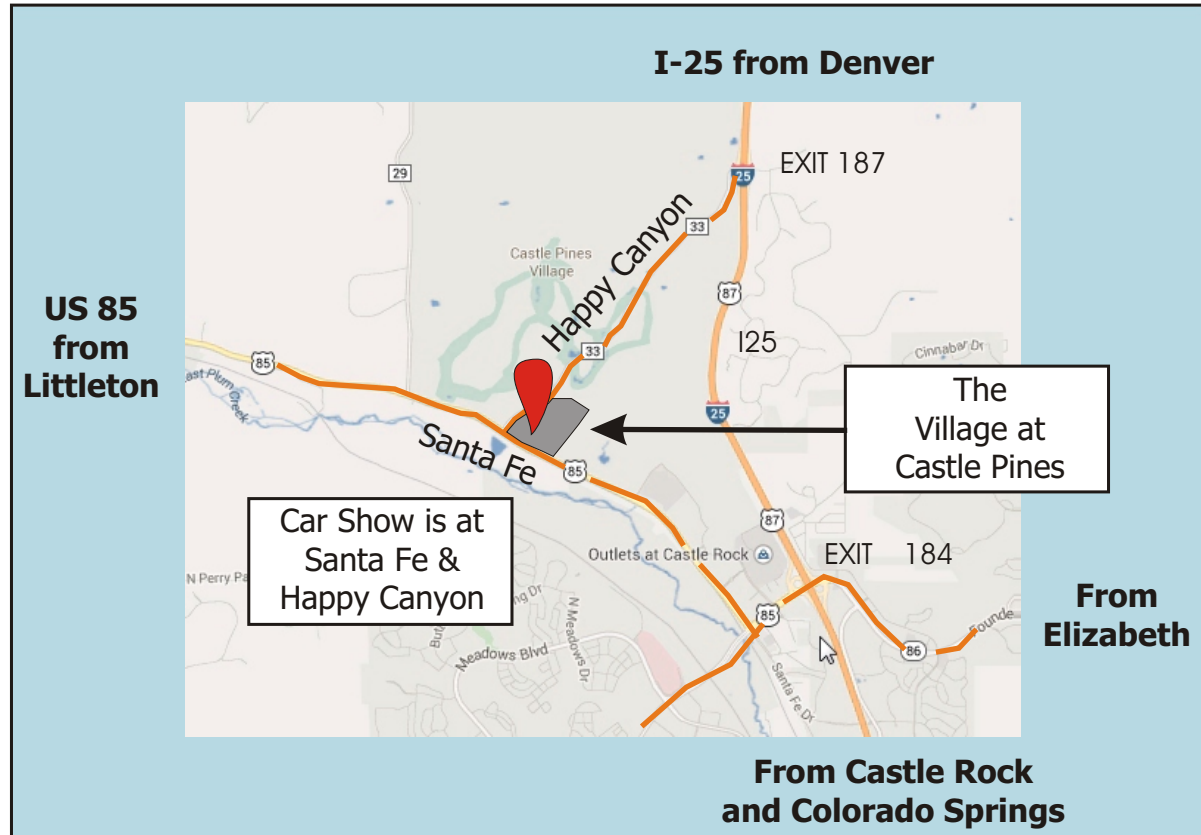 I-25 from Denver
EXIT 187
25
29
33
Happy Canyon
Castle Pines
Village
87
US 85
from
Littleton
33
I25
85
Cinnabar Dr
East Plum
Creek
25
The
Village at
Castle Pines
Santa Fe
85
Car Show is at
Santa Fe &
Happy Canyon
87
Outlets at Castle Rock
EXIT 184
N Perry Pa
ng Dr
N Meadows Dr
85
From
Elizabeth
Founde
86
Meadows Blvd
Santa Fe Dr
From Castle Rock
and Colorado Springs